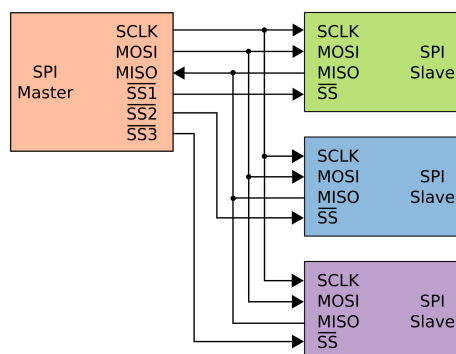 SCLK
MOSI
MISO
SS1
SS2
SS3
SPI
Master
SCLK
MOSI
MISO
SS
SPI
Slave
SCLK
MOSI
MISO
SS
SPI
Slave
SCLK
MOSI
MISO
SS
SPI
Slave